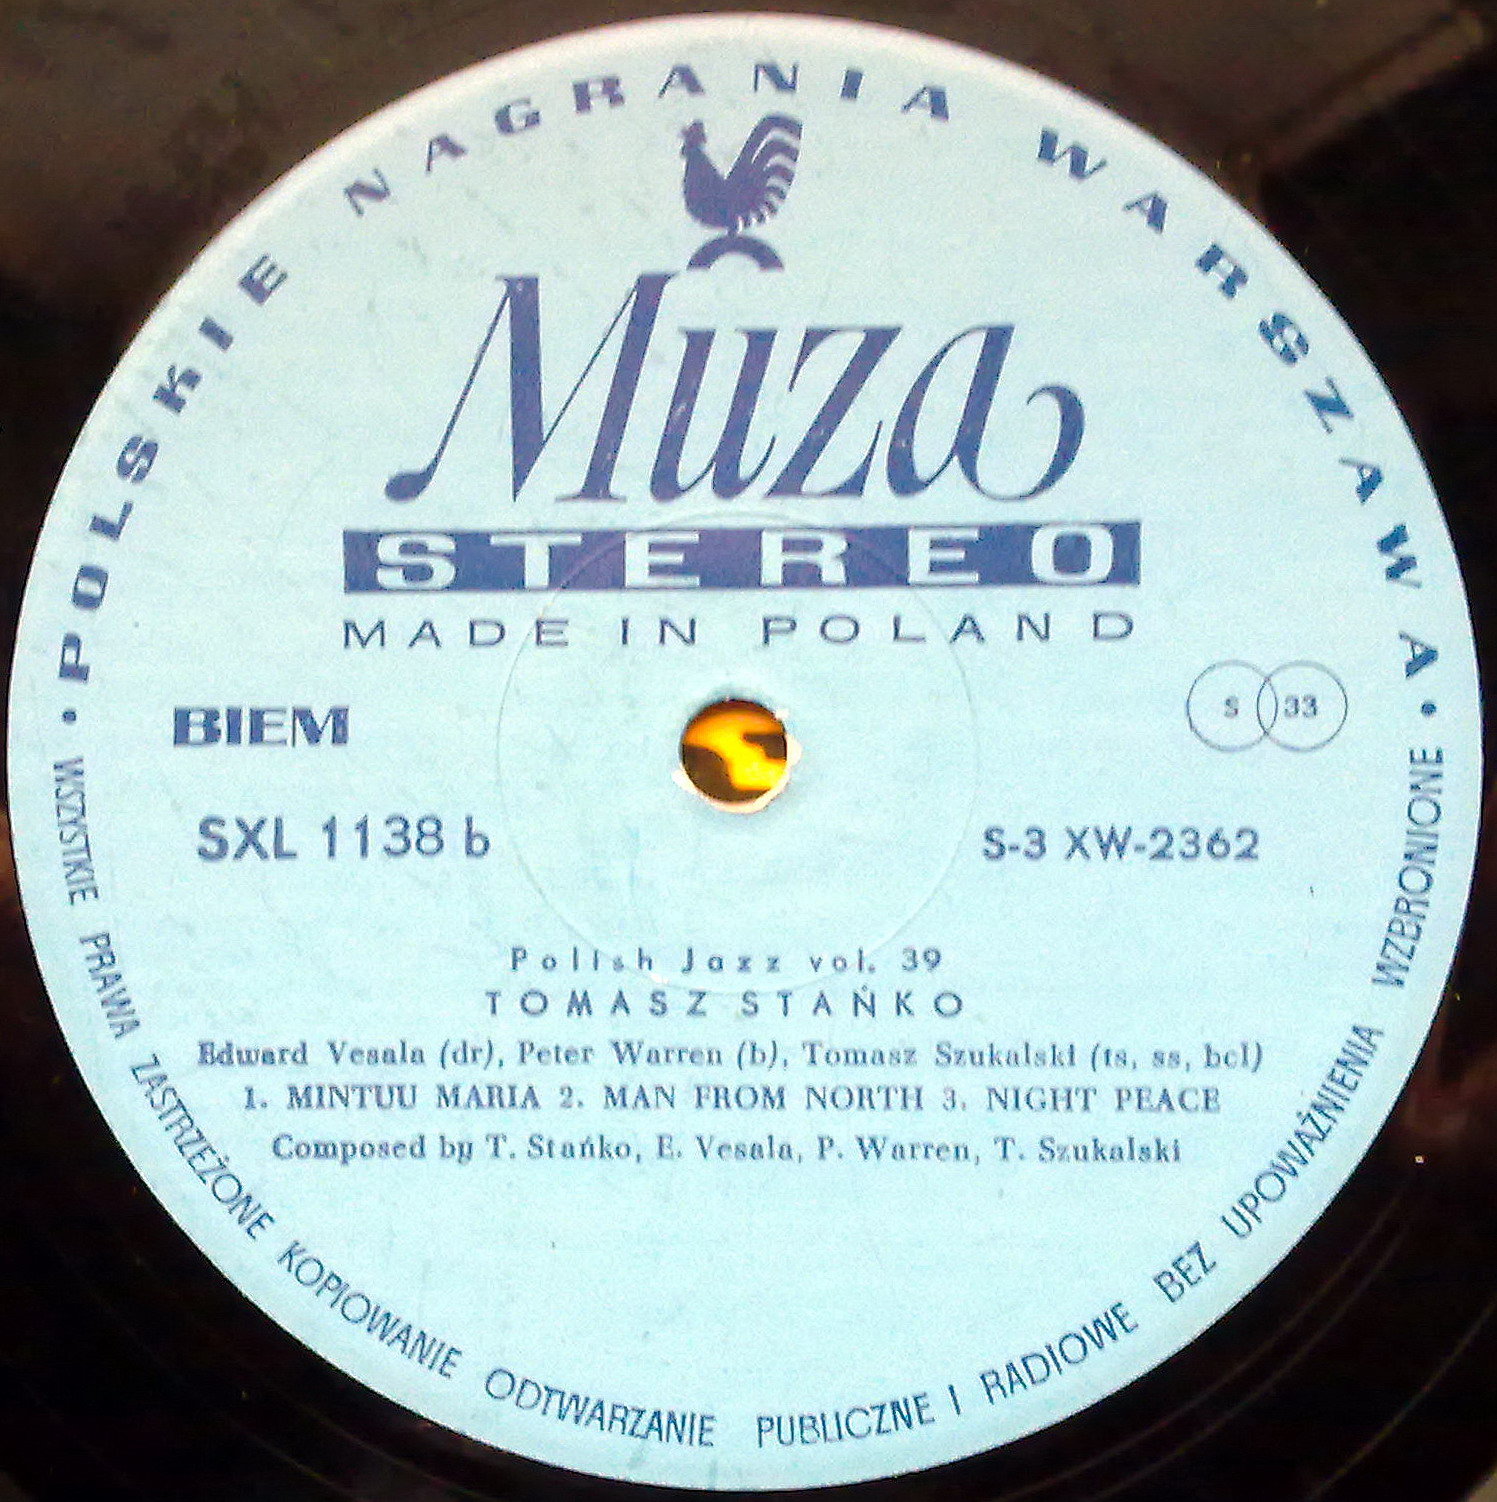 POLSKIE NAGRANIA WARSZAWA
Muza
STEREO
MADE IN POLAND
BIEM
S 33
SXL 1138 b
S-3 XW-2362
Polish Jazz vol. 39
TOMASZ STAŃKO
Edward Vesala (dr), Peter Warren (b), Tomasz Szukalski (ts, ss, bcl)
1. MINTUU MARIA 2. MAN FROM NORTH 3. NIGHT PEACE
Composed by T. Stańko, E. Vesala, P. Warren, T. Szukalski
WSZYSTKIE PRAWA ZASTRZEŻONE KOPIOWANIE ODTWARZANIE PUBLICZNE I RADIOWE BEZ UPOWAŻNIENIA WZBRONIONE